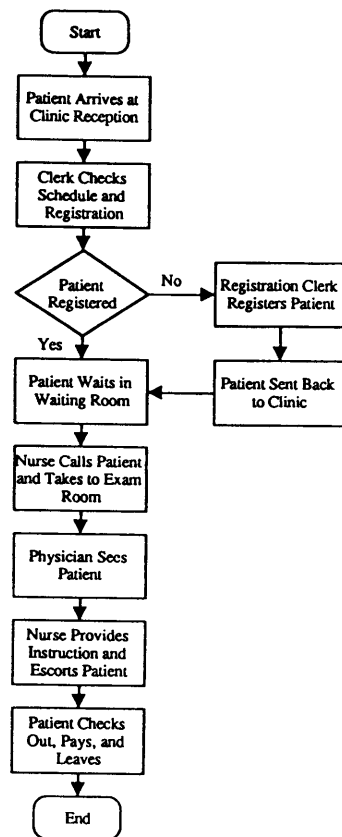 Start
Patient Arrives at
Clinic Reception
Clerk Checks
Schedule and
Registration
Patient
Registered
No
Registration Clerk
Registers Patient
Yes
Patient Waits in
Waiting Room
Patient Sent Back
to Clinic
Nurse Calls Patient
and Takes to Exam
Room
Physician Secs
Patient
Nurse Provides
Instruction and
Escorts Patient
Patient Checks
Out, Pays, and
Leaves
End